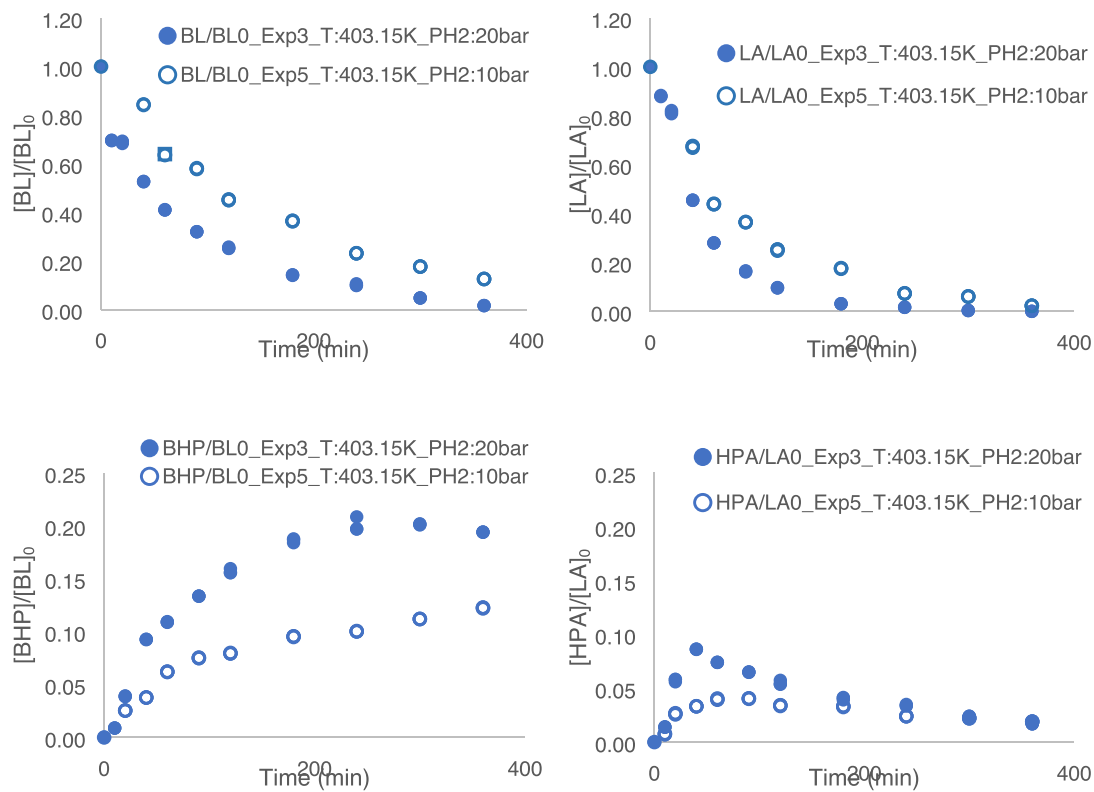 1.20
BL/BL0_Exp3_T:403.15K_PH2:20bar
1.00
BL/BL0_Exp5_T:403.15K_PH2:10bar
0.80
0.60
0.40
0.20
0.00
[BL]/[BL]₀
0
200
400
Time (min)
1.20
LA/LA0_Exp3_T:403.15K_PH2:20bar
1.00
LA/LA0_Exp5_T:403.15K_PH2:10bar
0.80
0.60
0.40
0.20
0.00
[LA]/[LA]₀
0
200
400
Time (min)
BHP/BL0_Exp3_T:403.15K_PH2:20bar
0.25
BHP/BL0_Exp5_T:403.15K_PH2:10bar
0.20
0.15
0.10
0.05
0.00
[BHP]/[BL]₀
0
200
400
Time (min)
HPA/LA0_Exp3_T:403.15K_PH2:20bar
0.25
HPA/LA0_Exp5_T:403.15K_PH2:10bar
0.20
0.15
0.10
0.05
0.00
[HPA]/[LA]₀
0
200
400
Time (min)